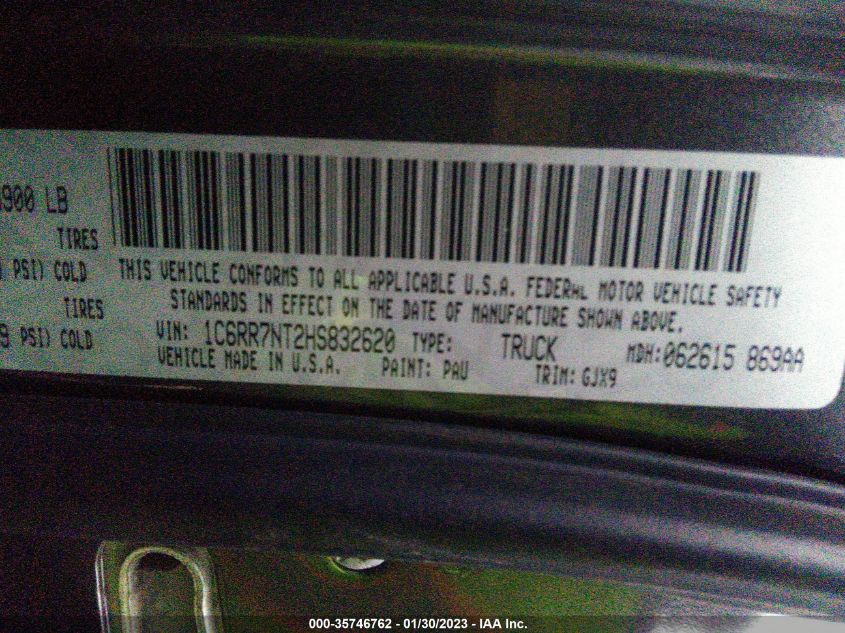 900 LB
TIRES
PSI) COLD
TIRES
PSI) COLD
THIS VEHICLE CONFORMS TO ALL APPLICABLE U.S.A. FEDERAL MOTOR VEHICLE SAFETY
STANDARDS IN EFFECT ON THE DATE OF MANUFACTURE SHOWN ABOVE.
VIN: 1C6RR7NT2HS832620 TYPE: TRUCK MDH:062615 869AA
VEHICLE MADE IN U.S.A. PAINT: PAU TRIM: GJX9
000-35746762 - 01/30/2023 - IAA Inc.